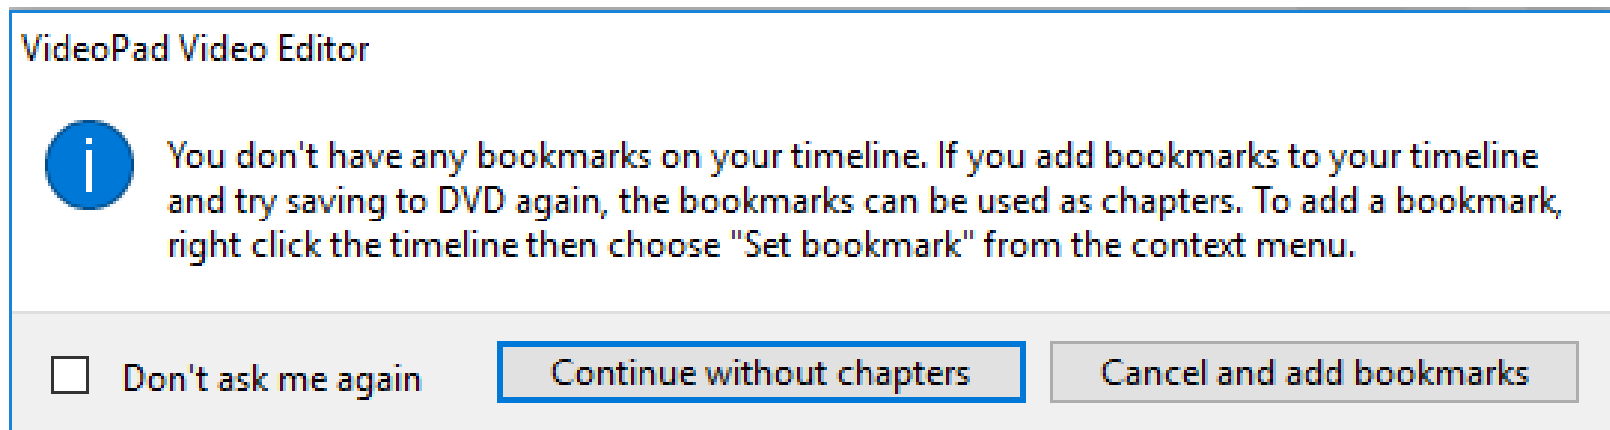 VideoPad Video Editor
You don't have any bookmarks on your timeline. If you add bookmarks to your timeline
and try saving to DVD again, the bookmarks can be used as chapters. To add a bookmark,
right click the timeline then choose "Set bookmark" from the context menu.
Don't ask me again
Continue without chapters
Cancel and add bookmarks